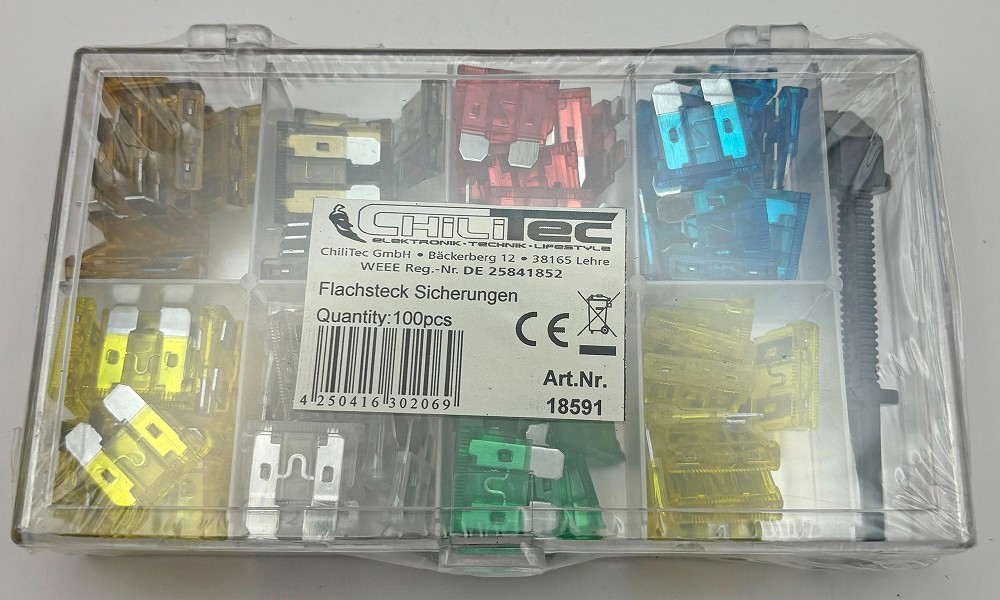 CHILITEC
ELEKTRONIK • TECHNIK • LIFESTYLE
ChiliTec GmbH • Bäckerberg 12 • 38165 Lehre
WEEE Reg.-Nr. DE 25841852
Flachsteck Sicherungen
Quantity:100pcs
CE
4 250416 302069
Art.Nr.
18591